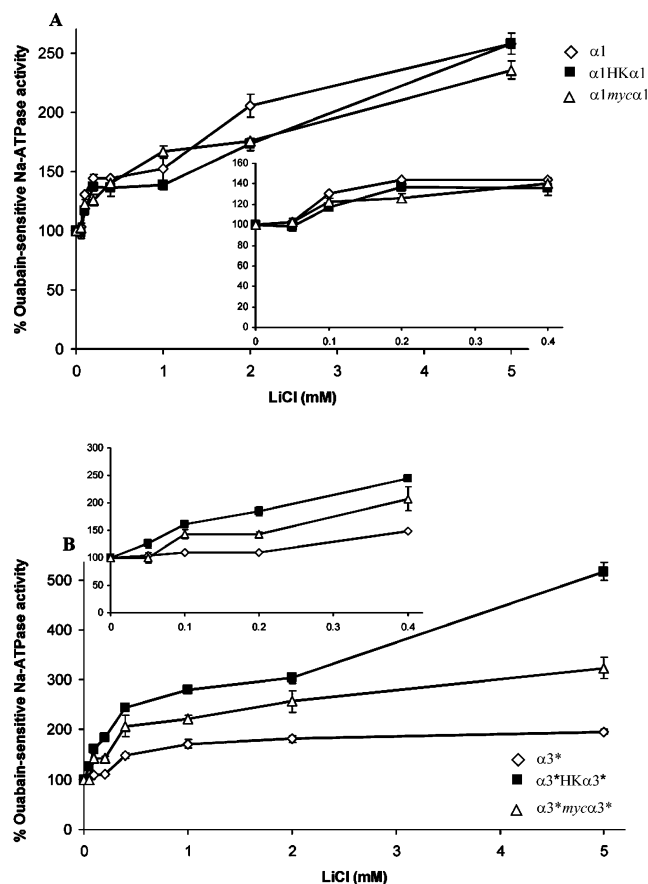 A
% Ouabain-sensitive Na-ATPase activity
250
200
150
100
50
0
0 1 2 3 4 5
LiCl (mM)
α1
α1HKα1
α1mycα1
160
140
120
100
80
60
40
20
0
0 0.1 0.2 0.3 0.4
B
% Ouabain-sensitive Na-ATPase activity
300
250
200
150
100
50
0
0 0.1 0.2 0.3 0.4
500
400
300
200
100
0
0 1 2 3 4 5
LiCl (mM)
α3*
α3*HKα3*
α3*mycα3*